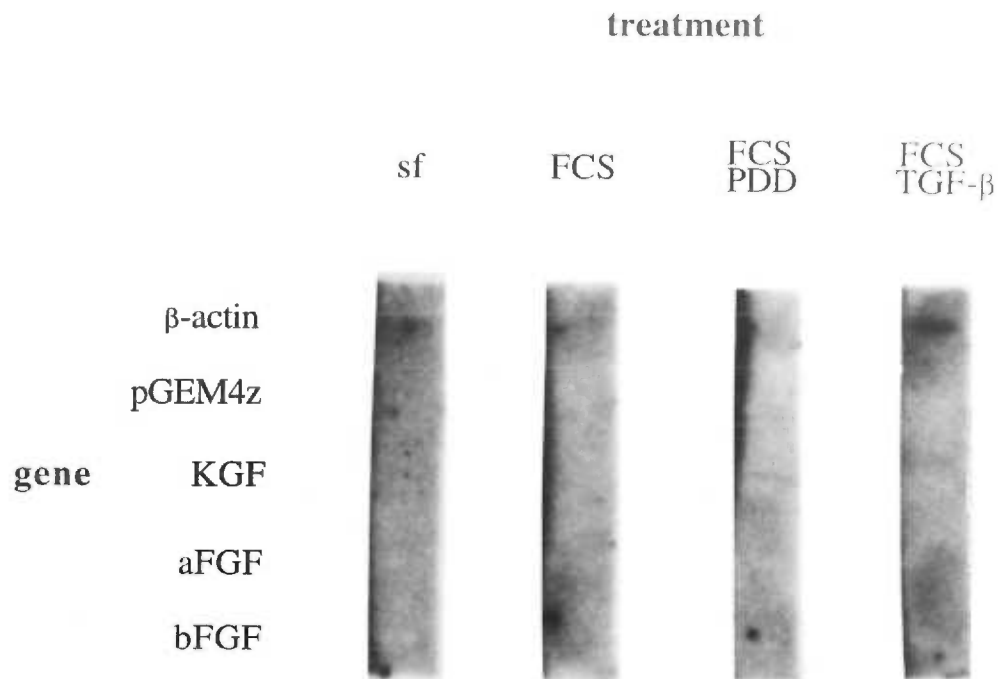 treatment
sf
FCS
FCS
PDD
FCS
TGF-β
β-actin
pGEM4z
gene
KGF
aFGF
bFGF